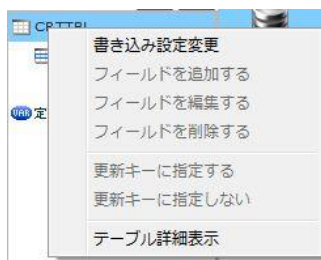 CRTTBL
書き込み設定変更
フィールドを追加する
フィールドを編集する
フィールドを削除する
VAR 定
更新キーに指定する
更新キーに指定しない
テーブル詳細表示